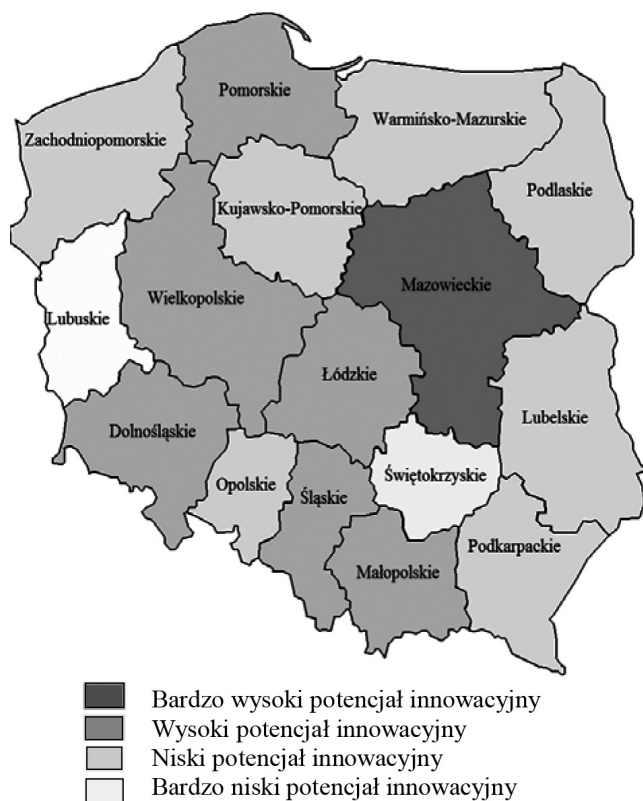 Pomorskie
Warmińsko-Mazurskie
Zachodniopomorskie
Podlaskie
Kujawsko-Pomorskie
Mazowieckie
Wielkopolskie
Lubuskie
Łódzkie
Lubelskie
Dolnośląskie
Świętokrzyskie
Opolskie
Śląskie
Podkarpackie
Małopolskie
Bardzo wysoki potencjał innowacyjny
Wysoki potencjał innowacyjny
Niski potencjał innowacyjny
Bardzo niski potencjał innowacyjny